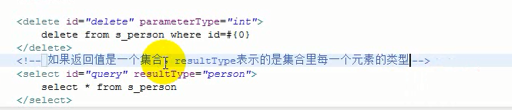 <delete id="delete" parameterType="int">
delete from s_person where id=#{0}
</delete>
<!-- 如果返回值是一个集合，resultType表示的是集合里每一个元素的类型-->
<select id="query" resultType="person">
select * from s_person
</select>